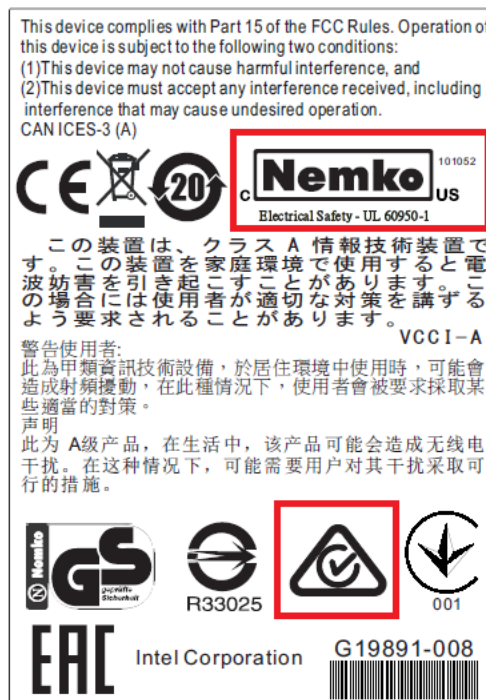 This device complies with Part 15 of the FCC Rules. Operation of
this device is subject to the following two conditions:
(1)This device may not cause harmful interference, and
(2)This device must accept any interference received, including
interference that may cause undesired operation.
CAN ICES-3 (A)
CE
20
C Nemko US
101052
Electrical Safety - UL 60950-1
この装置は、クラス A 情報技術装置で
す。この装置を家庭環境で使用すると電
波妨害を引き起こすことがあります。こ
の場合には使用者が適切な対策を講ずる
よう要求されることがあります。
VCCI-A
警告使用者:
此為甲類資訊技術設備，於居住環境中使用時，可能會
造成射頻擾動，在此種情況下，使用者會被要求採取某
些適當的對策。
声明
此为 A级产品，在生活中，该产品可能会造成无线电
干扰。在这种情况下，可能需要用户对其干扰采取可
行的措施。
N Nemko
GS
geprüfte
Sicherheit
R33025
001
EAC
Intel Corporation
G19891-008